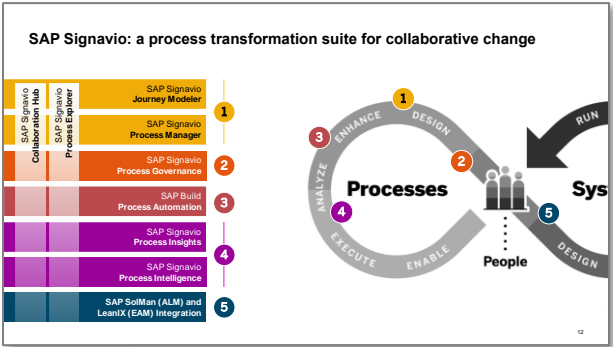 SAP Signavio: a process transformation suite for collaborative change
SAP Signavio
Collaboration Hub
SAP Signavio
Process Explorer
SAP Signavio
Journey Modeler
SAP Signavio
Process Manager
1
SAP Signavio
Process Governance
2
SAP Build
Process Automation
3
SAP Signavio
Process Insights
SAP Signavio
Process Intelligence
4
SAP SolMan (ALM) and
LeanIX (EAM) Integration
5
1
ENHANCE
DESIGN
3
2
ANALYZE
Processes
4
EXECUTE
ENABLE
People
RUN
Sys
5
DESIGN
12